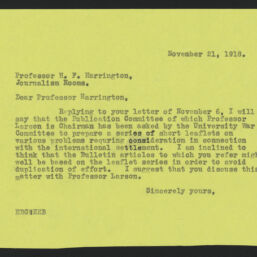 November 21, 1918.
Professor H. F. Harrington,
Journalism Rooms.
Dear Professor Harrington,
Replying to your letter of November 6, I will
say that the Publication Committee of which Professor
Larson is Chairman has been asked by the University War
Committee to prepare a series of short leaflets on
various problems requring consideration in connection
with the international settlement. I am inclined to
think that the Bulletin articles to which you refer might
well be based on the leaflet series in order to avoid
duplication of effort. I suggest that you discuss this
matter with Professor Larson.
Sincerely yours,